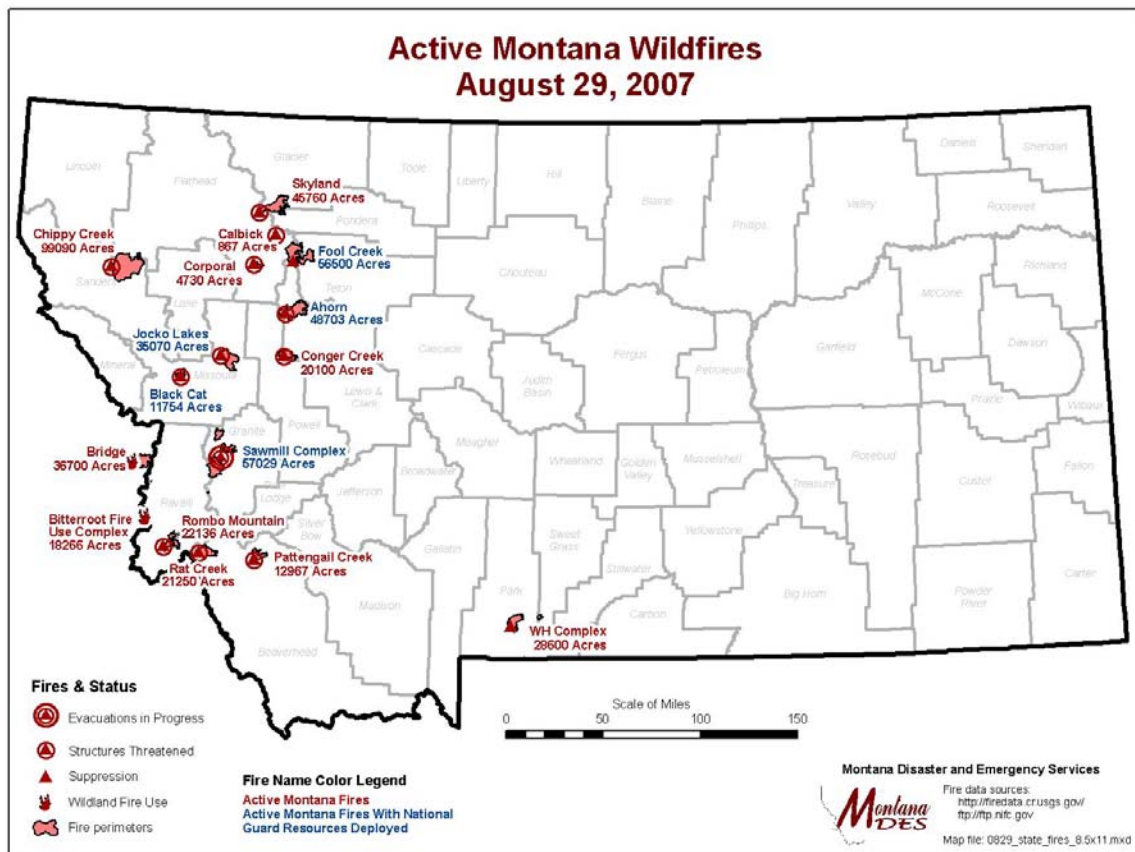 Active Montana Wildfires
August 29, 2007
Lincoln
Flathead
Glacier
Toole
Liberty
Hill
Blaine
Phillips
Valley
Daniels
Sheridan
Roosevelt
Skyland
45760 Acres
Pondera
Chippy Creek
99090 Acres
Calbick
867 Acres
Fool Creek
56500 Acres
Sanders
Corporal
4730 Acres
Teton
Chouteau
Richland
McCone
Lake
Ahorn
48703 Acres
Jocko Lakes
35070 Acres
Cascade
Fergus
Garfield
Dawson
Mineral
Missoula
Conger Creek
20100 Acres
Judith
Basin
Petroleum
Black Cat
11754 Acres
Lewis &
Clark
Prairie
Wibaux
Granite
Powell
Meagher
Bridge
36700 Acres
Sawmill Complex
57029 Acres
Wheatland
Golden
Valley
Musselshell
Rosebud
Fallon
Broadwater
Treasure
Custer
Ravalli
Lodge
Jefferson
Bitterroot Fire
Use Complex
18266 Acres
Rombo Mountain
22136 Acres
Silver
Bow
Gallatin
Sweet
Grass
Yellowstone
Rat Creek
21250 Acres
Pattengail Creek
12967 Acres
Stillwater
Madison
Park
Carbon
Big Horn
Powder
River
Carter
WH Complex
28600 Acres
Beaverhead
Fires & Status
Evacuations in Progress
Structures Threatened
Suppression
Wildland Fire Use
Fire perimeters
Fire Name Color Legend
Active Montana Fires
Active Montana Fires With National
Guard Resources Deployed
Scale of Miles
0 50 100 150
Montana Disaster and Emergency Services
Montana
DES
Fire data sources:
http://firedata.cr.usgs.gov/
ftp://ftp.nifc.gov
Map file: 0829_state_fires_8.5x11.mxd